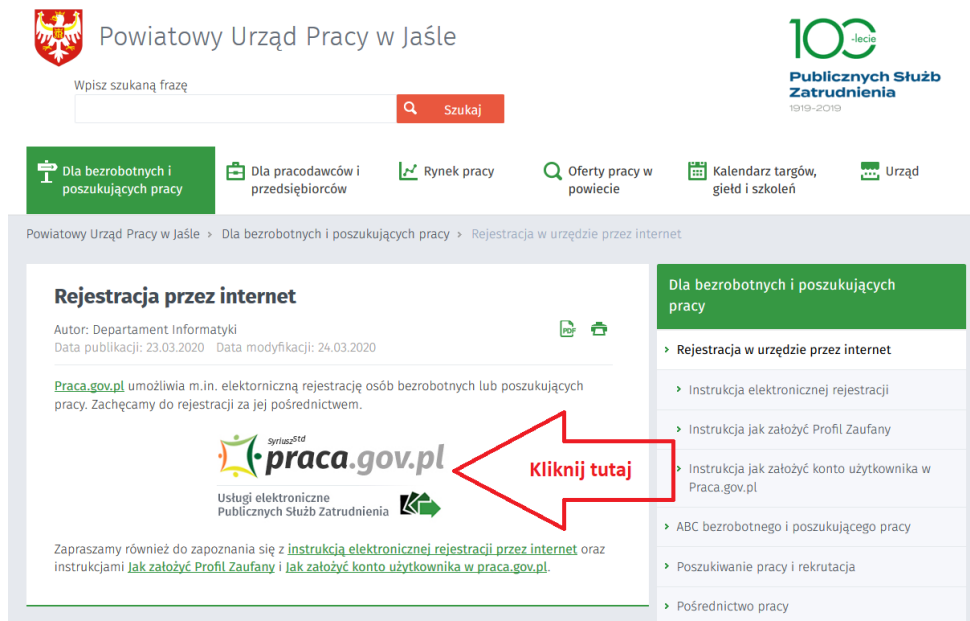 Powiatowy Urząd Pracy w Jaśle
Wpisz szukaną frazę
Szukaj
100 -lecie
Publicznych Służb
Zatrudnienia
1919-2019
Dla bezrobotnych i
poszukujących pracy
Dla pracodawców i
przedsiębiorców
Rynek pracy
Oferty pracy w
powiecie
Kalendarz targów,
giełd i szkoleń
Urząd
Powiatowy Urząd Pracy w Jaśle > Dla bezrobotnych i poszukujących pracy > Rejestracja w urzędzie przez internet
Rejestracja przez internet
Autor: Departament Informatyki
Data publikacji: 23.03.2020 Data modyfikacji: 24.03.2020
PDF
Praca.gov.pl umożliwia m.in. elektorniczną rejestrację osób bezrobotnych lub poszukujących
pracy. Zachęcamy do rejestracji za jej pośrednictwem.
SyriuszStd
praca.gov.pl
Usługi elektroniczne
Publicznych Służb Zatrudnienia
Kliknij tutaj
Zapraszamy również do zapoznania się z instrukcją elektronicznej rejestracji przez internet oraz
instrukcjami Jak założyć Profil Zaufany i Jak założyć konto użytkownika w praca.gov.pl.
Dla bezrobotnych i poszukujących
pracy
> Rejestracja w urzędzie przez internet
> Instrukcja elektronicznej rejestracji
> Instrukcja jak założyć Profil Zaufany
> Instrukcja jak założyć konto użytkownika w
Praca.gov.pl
> ABC bezrobotnego i poszukującego pracy
> Poszukiwanie pracy i rekrutacja
> Pośrednictwo pracy